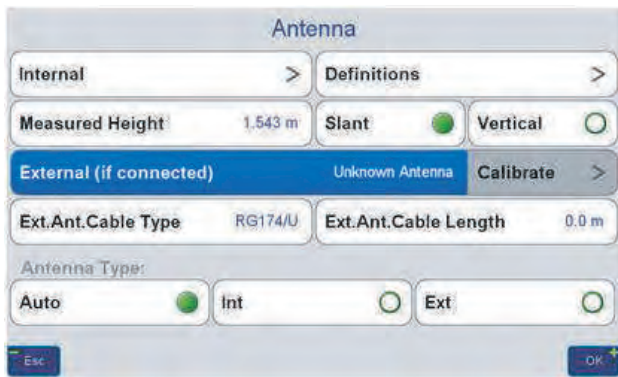 Antenna
Internal > Definitions >
Measured Height 1.543 m Slant Vertical
External (if connected) Unknown Antenna Calibrate >
Ext.Ant.Cable Type RG174/U Ext.Ant.Cable Length 0.0 m
Antenna Type:
Auto Int Ext
Esc OK